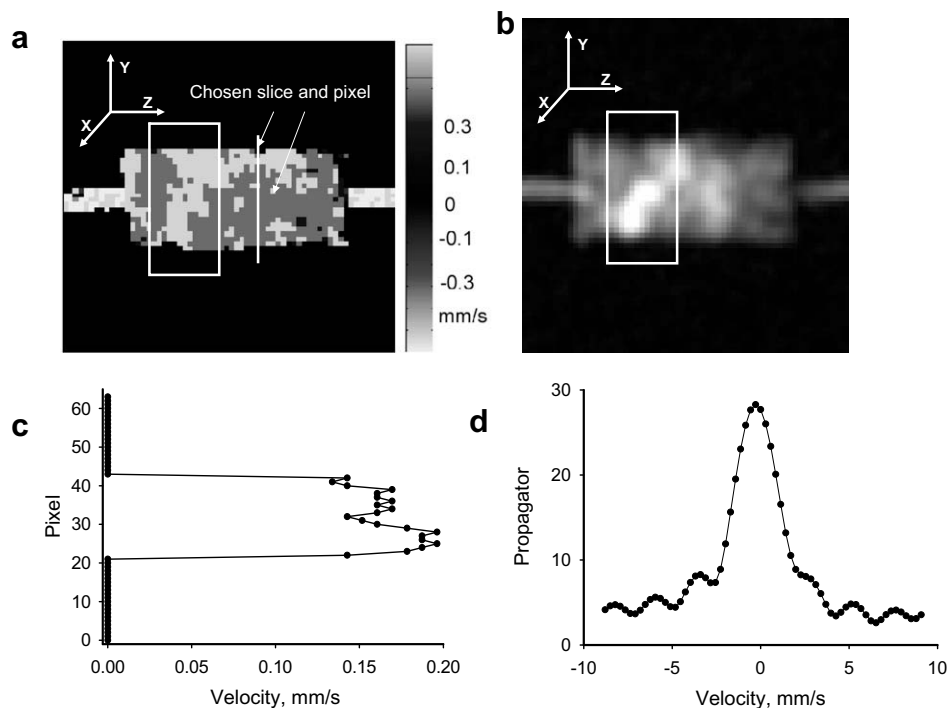 a
Y
Z
X
Chosen slice and pixel
0.3
0.1
0
-0.1
-0.3
mm/s
b
Y
Z
X
c
Pixel
60
50
40
30
20
10
0
0.00 0.05 0.10 0.15 0.20
Velocity, mm/s
d
Propagator
30
20
10
0
-10 -5 0 5 10
Velocity, mm/s